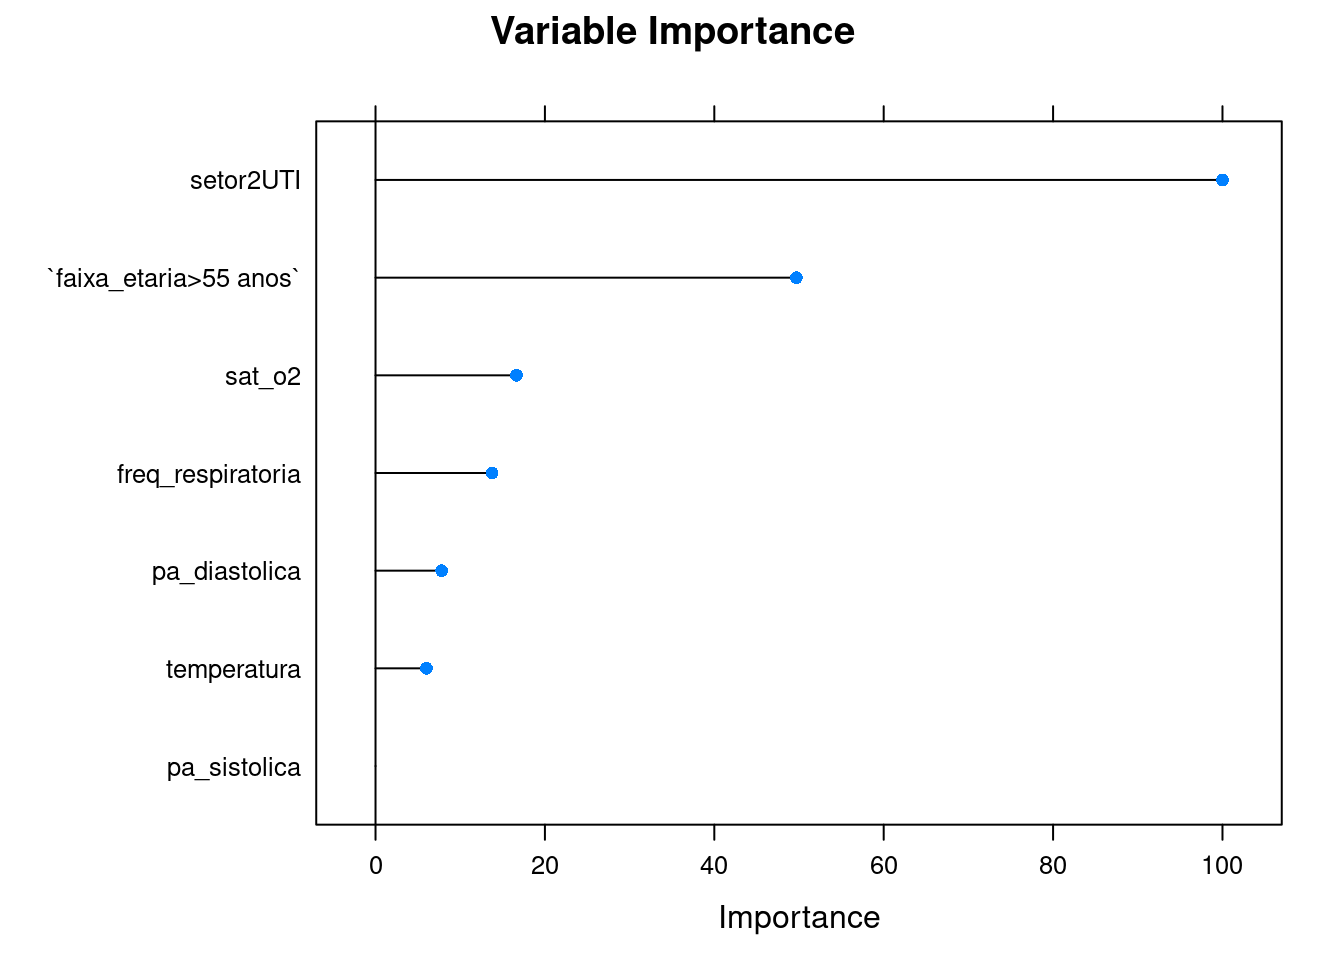 Variable Importance
setor2UTI
`faixa_etaria>55 anos`
sat_o2
freq_respiratoria
pa_diastolica
temperatura
pa_sistolica
0 20 40 60 80 100
Importance